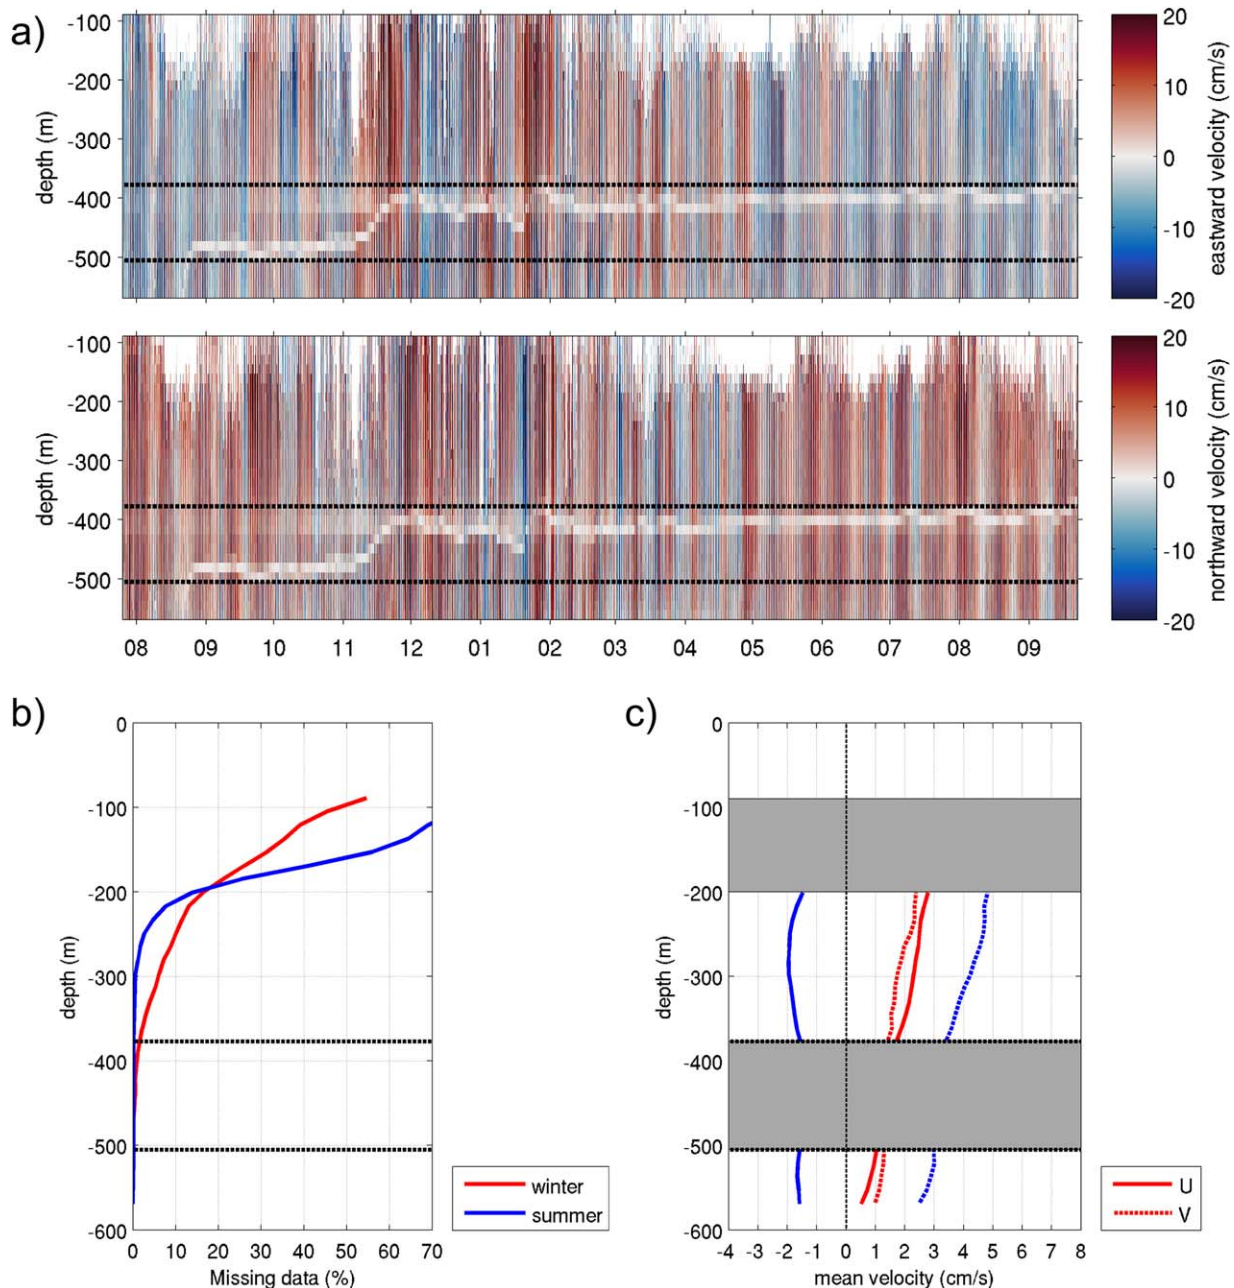 a)
-100
-200
-300
-400
-500
depth (m)
20
10
0
-10
-20
eastward velocity (cm/s)
-100
-200
-300
-400
-500
depth (m)
08 09 10 11 12 01 02 03 04 05 06 07 08 09
20
10
0
-10
-20
northward velocity (cm/s)
b)
0
-100
-200
-300
-400
-500
-600
depth (m)
0 10 20 30 40 50 60 70
Missing data (%)
winter
summer
c)
0
-100
-200
-300
-400
-500
-600
depth (m)
-4 -3 -2 -1 0 1 2 3 4 5 6 7 8
mean velocity (cm/s)
U
V